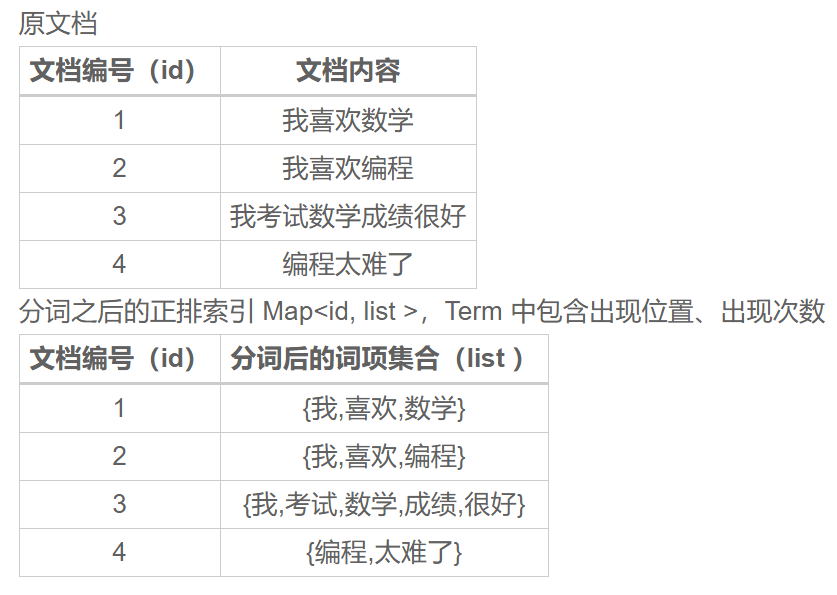 原文档
文档编号（id） 文档内容
1 我喜欢数学
2 我喜欢编程
3 我考试数学成绩很好
4 编程太难了
分词之后的正排索引 Map<id, list >，Term 中包含出现位置、出现次数
文档编号（id） 分词后的词项集合（list ）
1 {我,喜欢,数学}
2 {我,喜欢,编程}
3 {我,考试,数学,成绩,很好}
4 {编程,太难了}